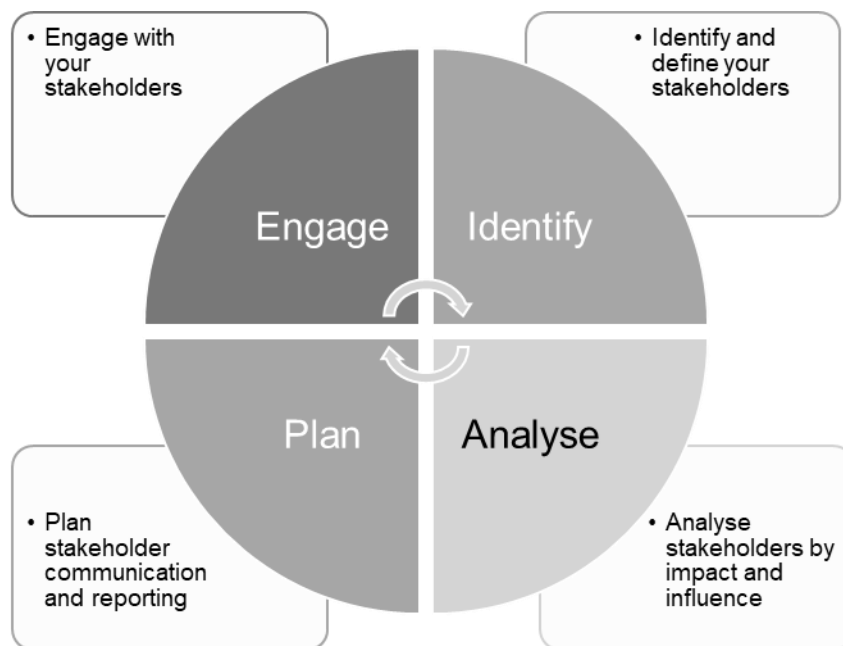 • Engage with
your
stakeholders
• Identify and
define your
stakeholders
Engage
Identify
Plan
Analyse
• Plan
stakeholder
communication
and reporting
• Analyse
stakeholders by
impact and
influence